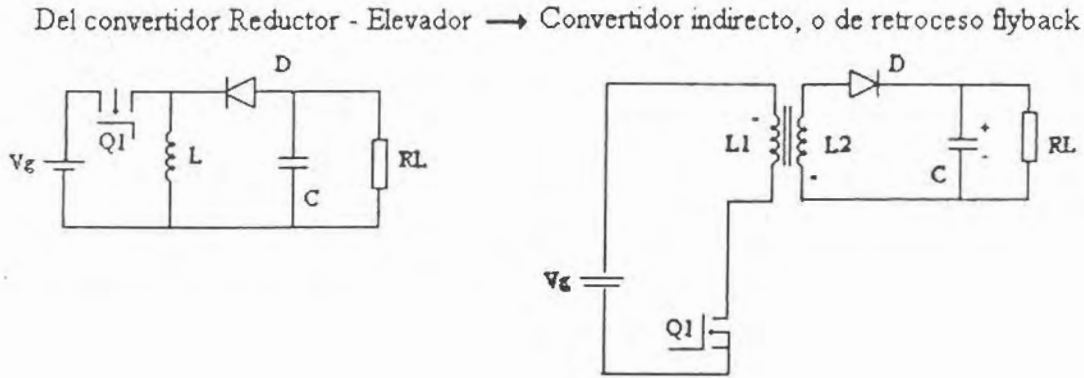 Del convertidor Reductor - Elevador → Convertidor indirecto, o de retroceso flyback
D
Q1
Vg
L
C
RL
D
L1
L2
C
+
-
RL
Vg
Q1